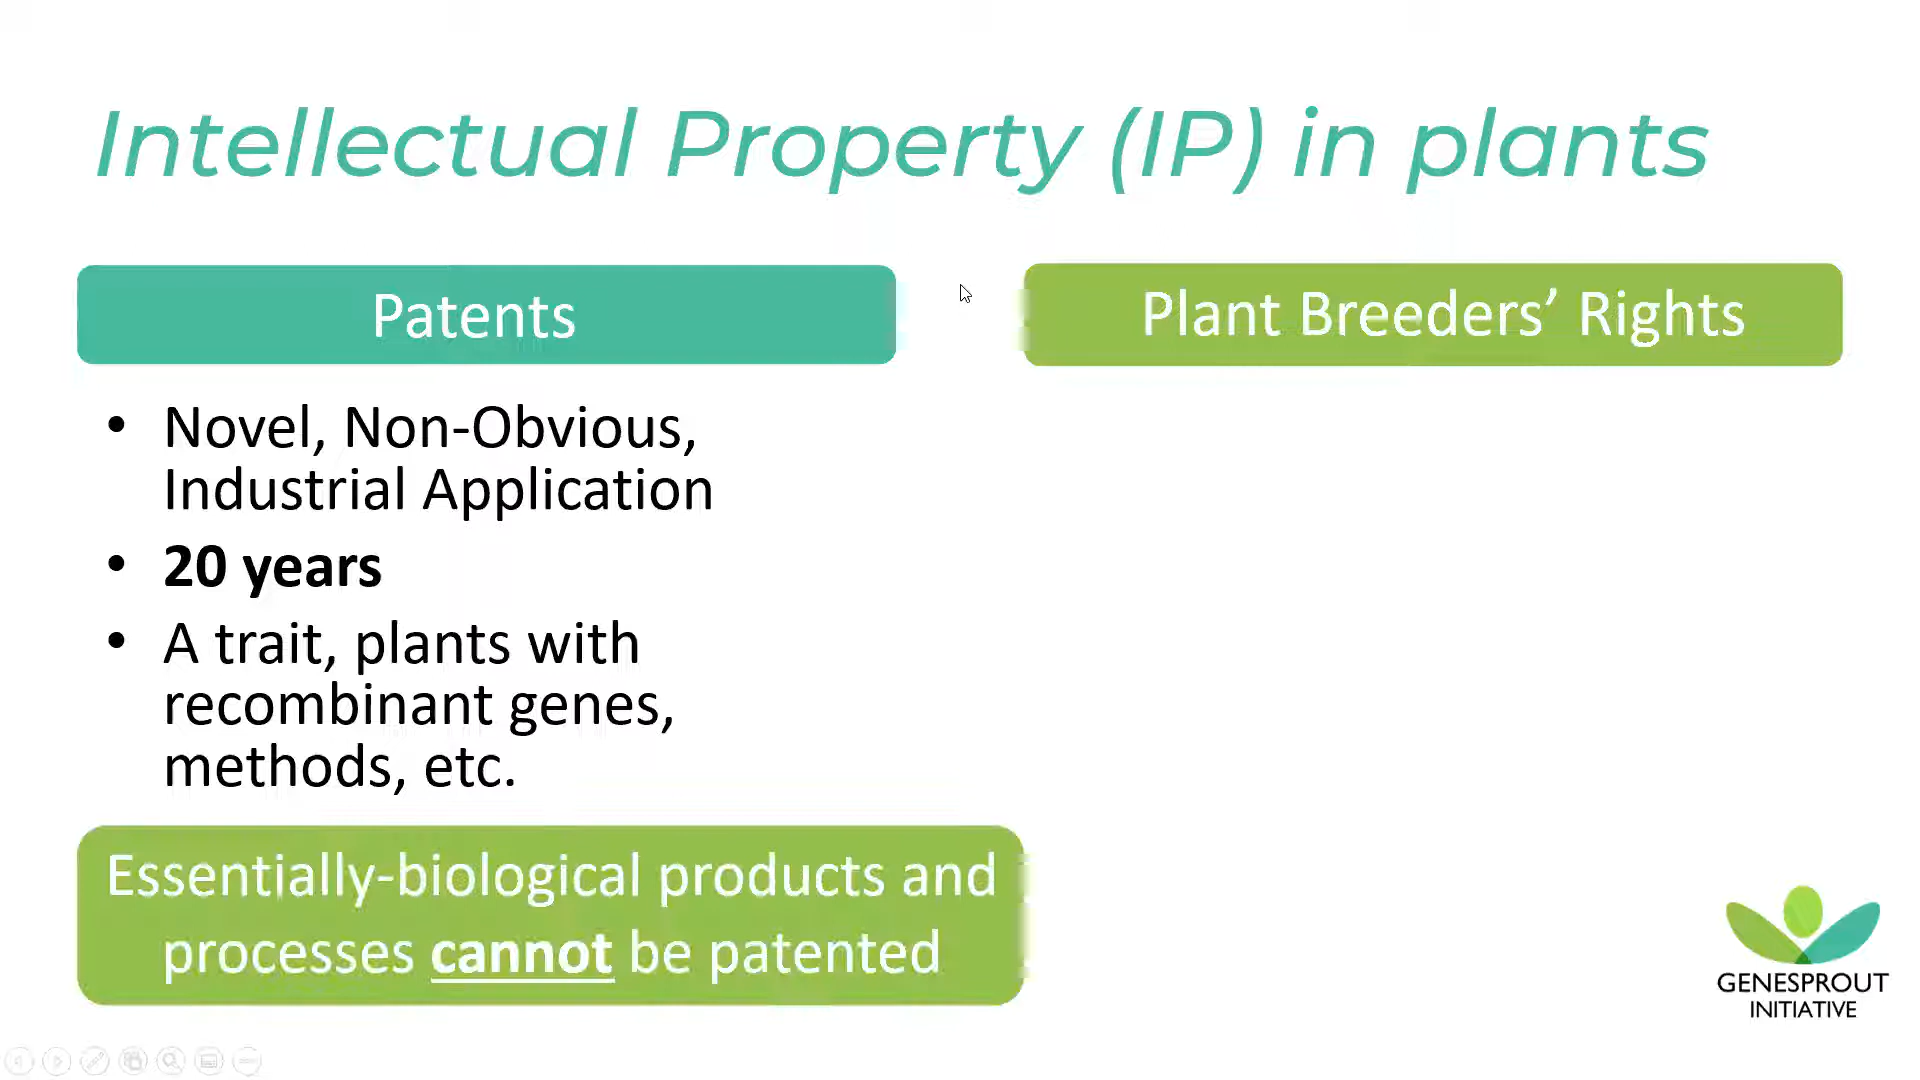 Intellectual Property (IP) in plants
Patents
• Novel, Non-Obvious,
Industrial Application
• 20 years
• A trait, plants with
recombinant genes,
methods, etc.
Essentially-biological products and
processes cannot be patented
Plant Breeders’ Rights
GENESPROUT
INITIATIVE